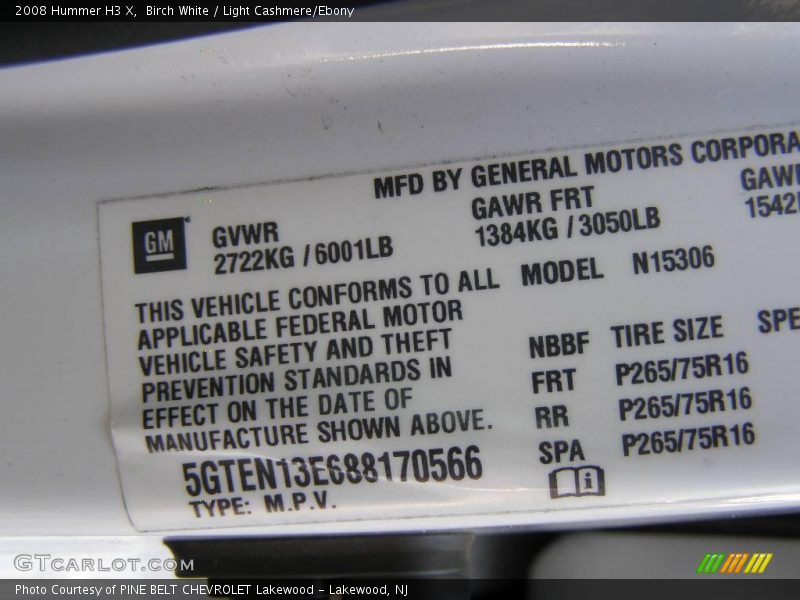 2008 Hummer H3 X, Birch White / Light Cashmere/Ebony
MFD BY GENERAL MOTORS CORPORA
GM
GVWR
2722KG / 6001LB
GAWR FRT
1384KG / 3050LB
GAWR
1542
THIS VEHICLE CONFORMS TO ALL
APPLICABLE FEDERAL MOTOR
VEHICLE SAFETY AND THEFT
PREVENTION STANDARDS IN
EFFECT ON THE DATE OF
MANUFACTURE SHOWN ABOVE.
MODEL N15306
NBBF TIRE SIZE SPE
FRT P265/75R16
RR P265/75R16
SPA P265/75R16
5GTEN13E688170566
TYPE: M.P.V.
GTCARLOT.COM
Photo Courtesy of PINE BELT CHEVROLET Lakewood - Lakewood, NJ